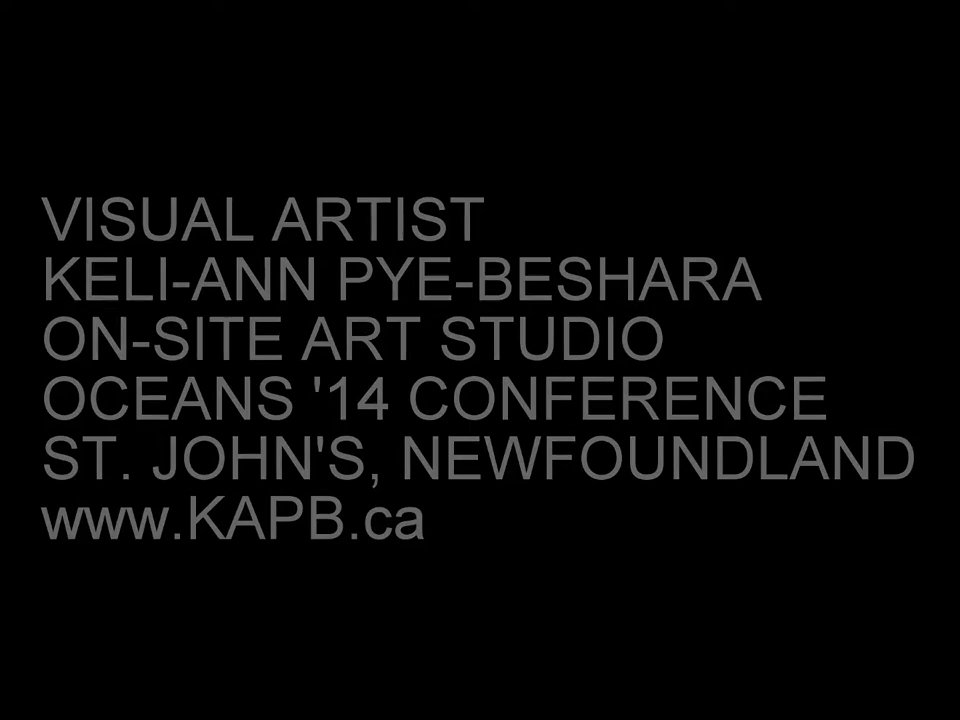 VISUAL ARTIST
KELI-ANN PYE-BESHARA
ON-SITE ART STUDIO
OCEANS '14 CONFERENCE
ST. JOHN'S, NEWFOUNDLAND
www.KAPB.ca